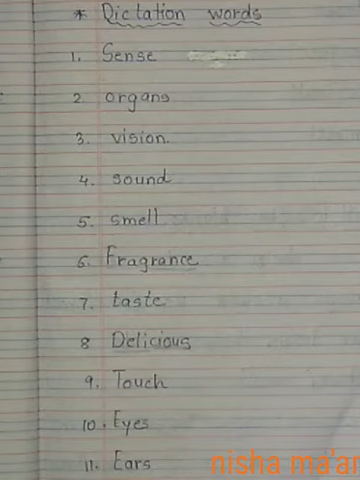 * Dictation words
1. Sense
2. organs
3. vision.
4. sound
5. smell
6. Fragrance
7. taste
8 Delicious
9. Touch
10. Eyes
11. Ears
nisha ma'am